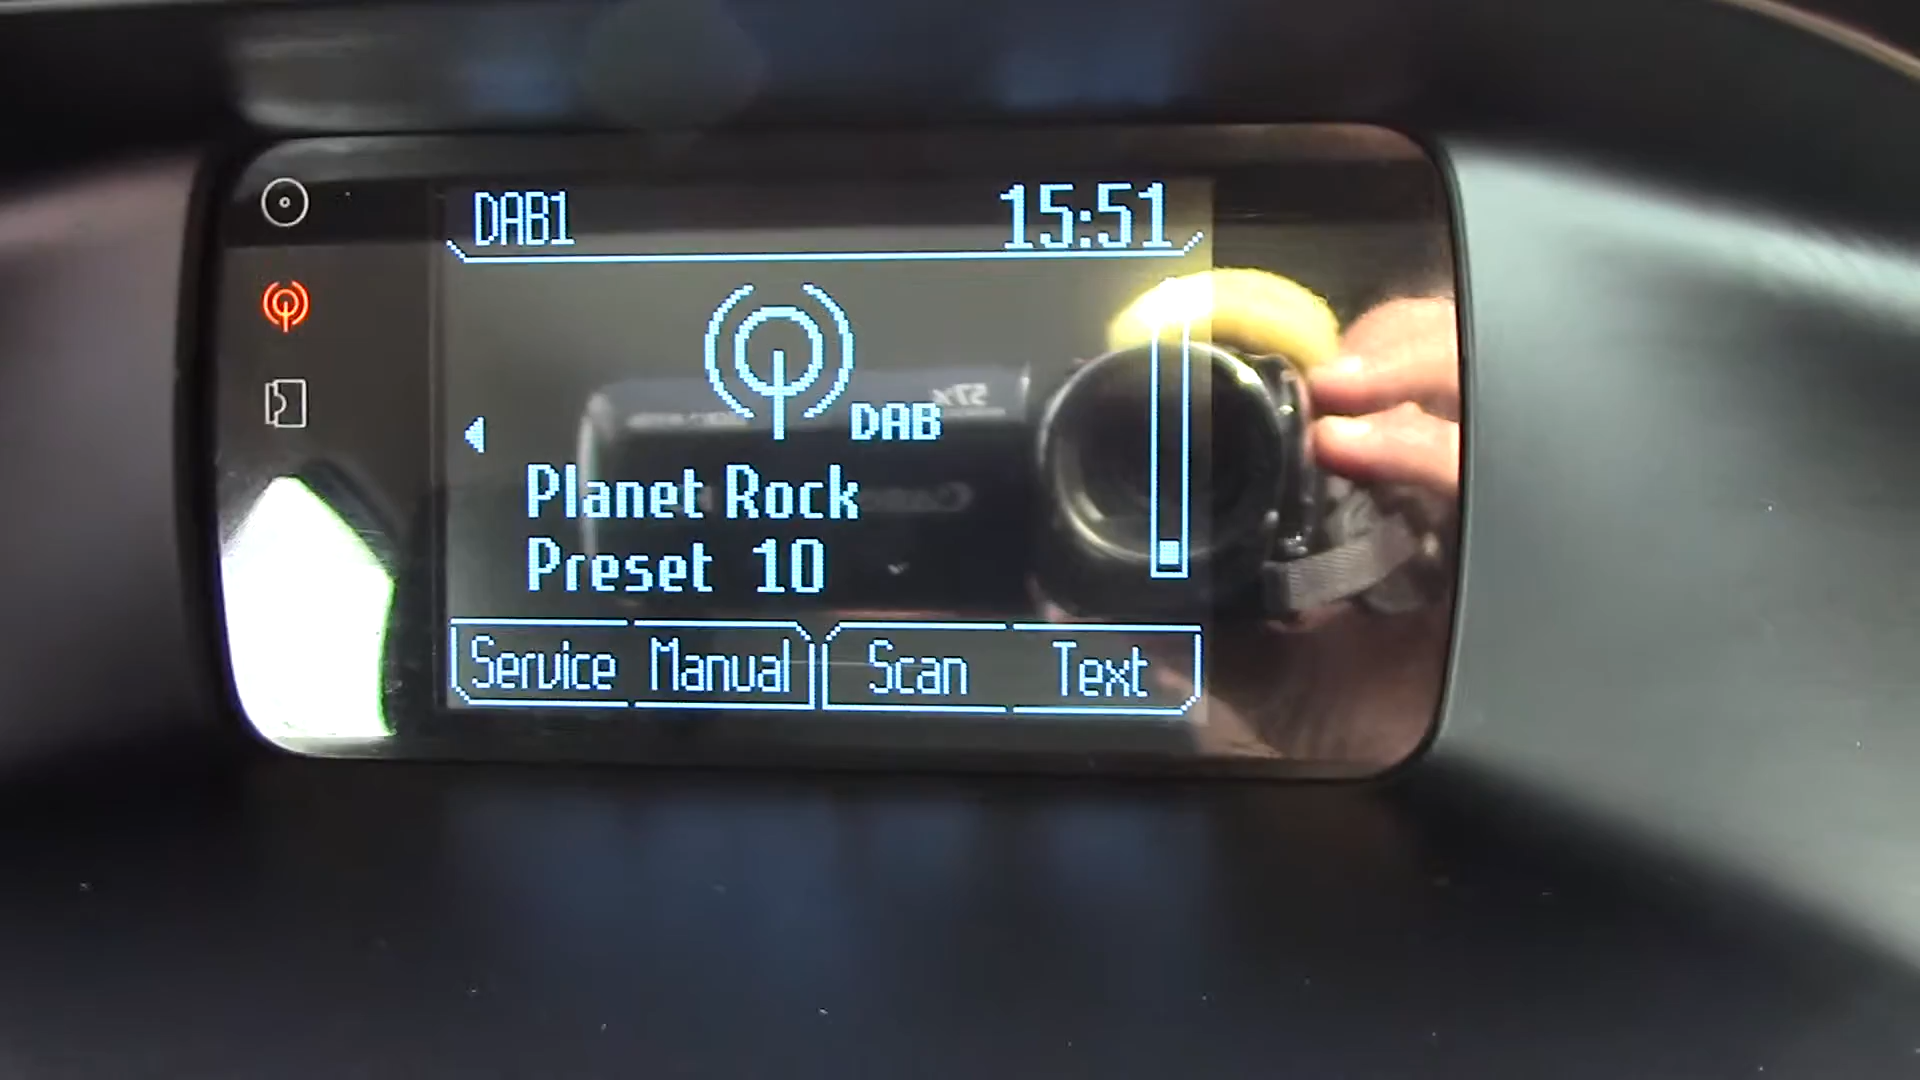 DAB1 15:51
DAB
Planet Rock
Preset 10
Service Manual Scan Text